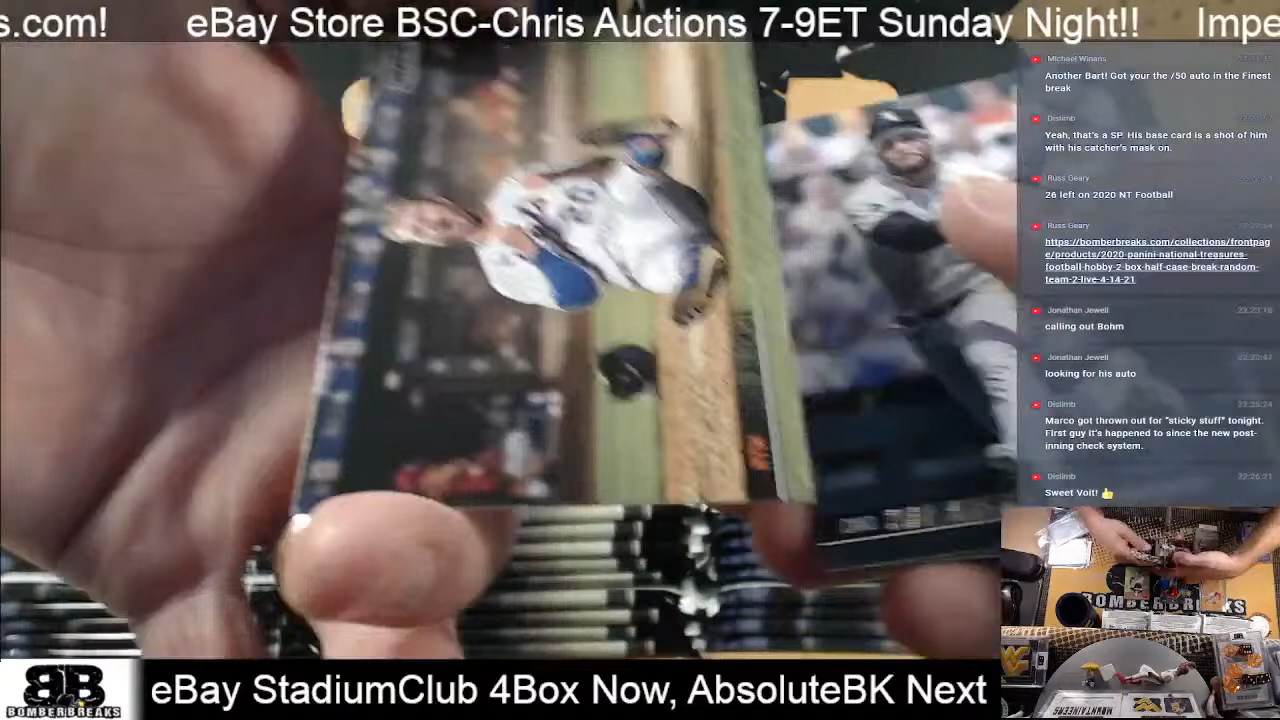 s.com! eBay Store BSC-Chris Auctions 7-9ET Sunday Night!! Impe
Michael Winans
Another Bart! Got your the /50 auto in the Finest
break
Dislimb
Yeah, that's a SP. His base card is a shot of him
with his catcher's mask on.
Russ Geary
26 left on 2020 NT Football
Russ Geary
https://bomberbreaks.com/collections/frontpag
e/products/2020-panini-national-treasures-
football-hobby-2-box-half-case-break-random-
team-2-live-4-14-21
Jonathan Jewell
calling out Bohm
Jonathan Jewell
looking for his auto
Dislimb
Marco got thrown out for "sticky stuff" tonight.
First guy it's happened to since the new post-
inning check system.
Dislimb 22:26:21
Sweet Voit! 👍
BOMBERBREAKS
MOUNTAINEERS
BB
BOMBERBREAKS
eBay StadiumClub 4Box Now, AbsoluteBK Next